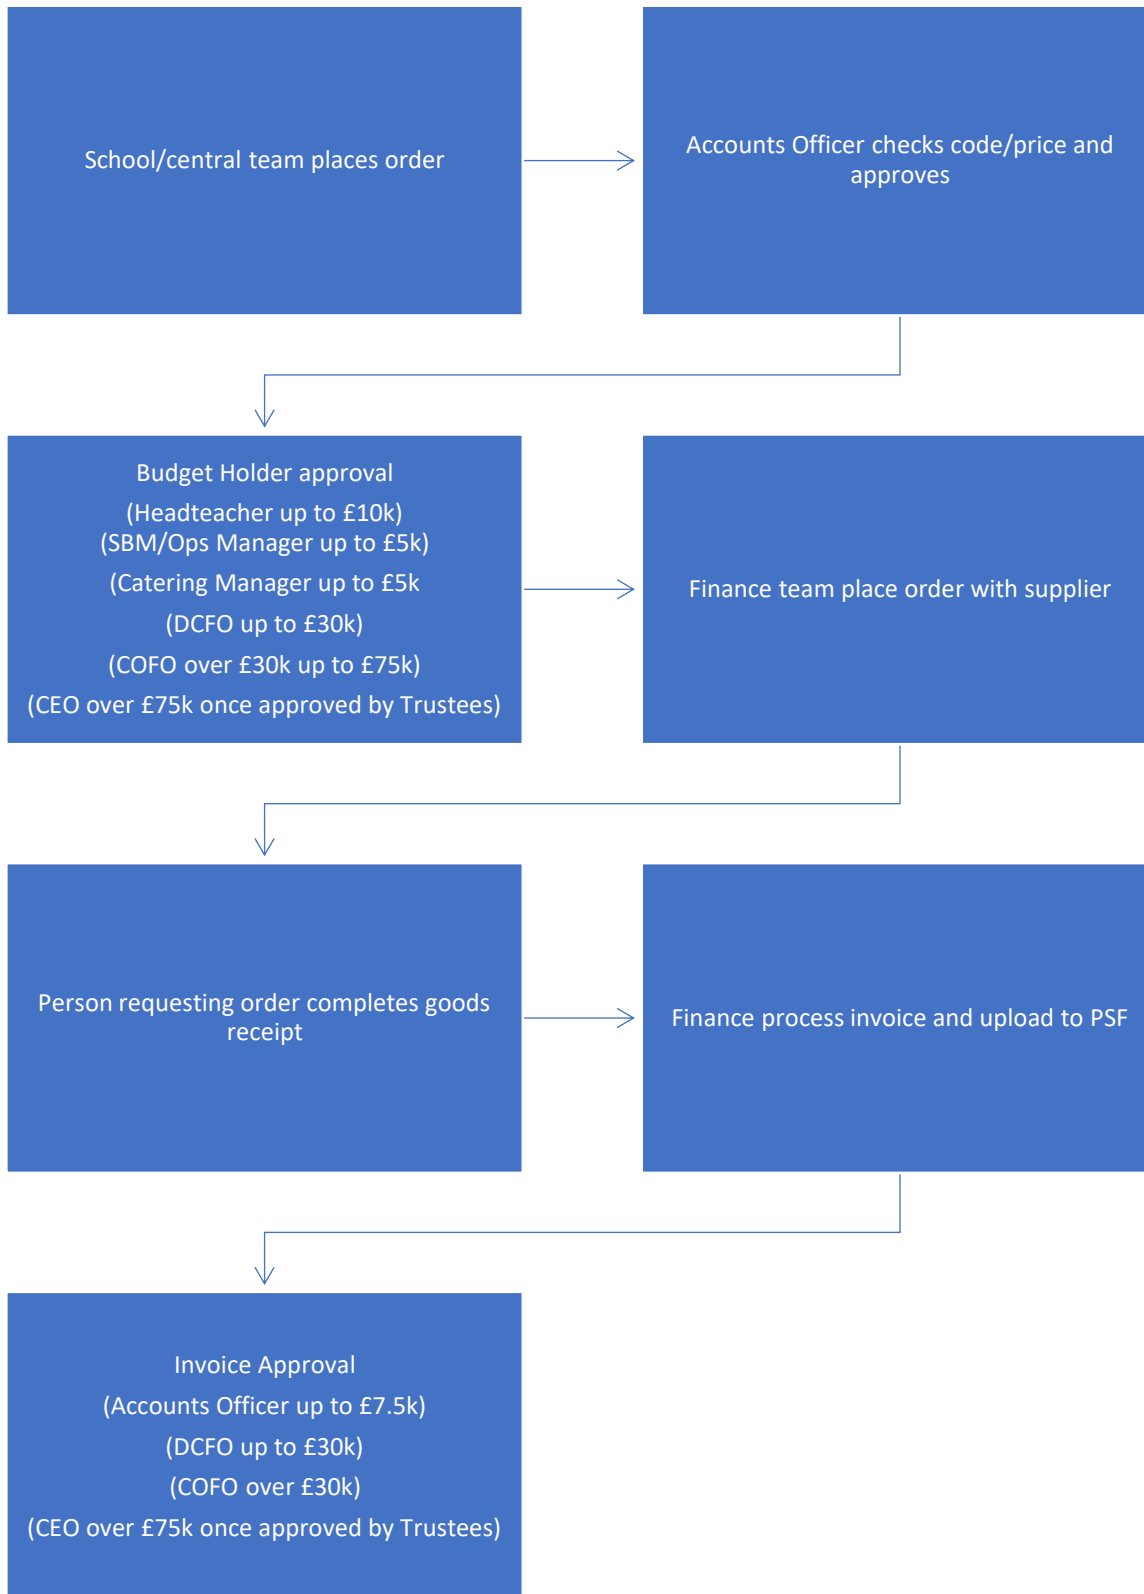 School/central team places order
Accounts Officer checks code/price and
approves
Budget Holder approval
(Headteacher up to £10k)
(SBM/Ops Manager up to £5k)
(Catering Manager up to £5k
(DCFO up to £30k)
(COFO over £30k up to £75k)
(CEO over £75k once approved by Trustees)
Finance team place order with supplier
Person requesting order completes goods
receipt
Finance process invoice and upload to PSF
Invoice Approval
(Accounts Officer up to £7.5k)
(DCFO up to £30k)
(COFO over £30k)
(CEO over £75k once approved by Trustees)